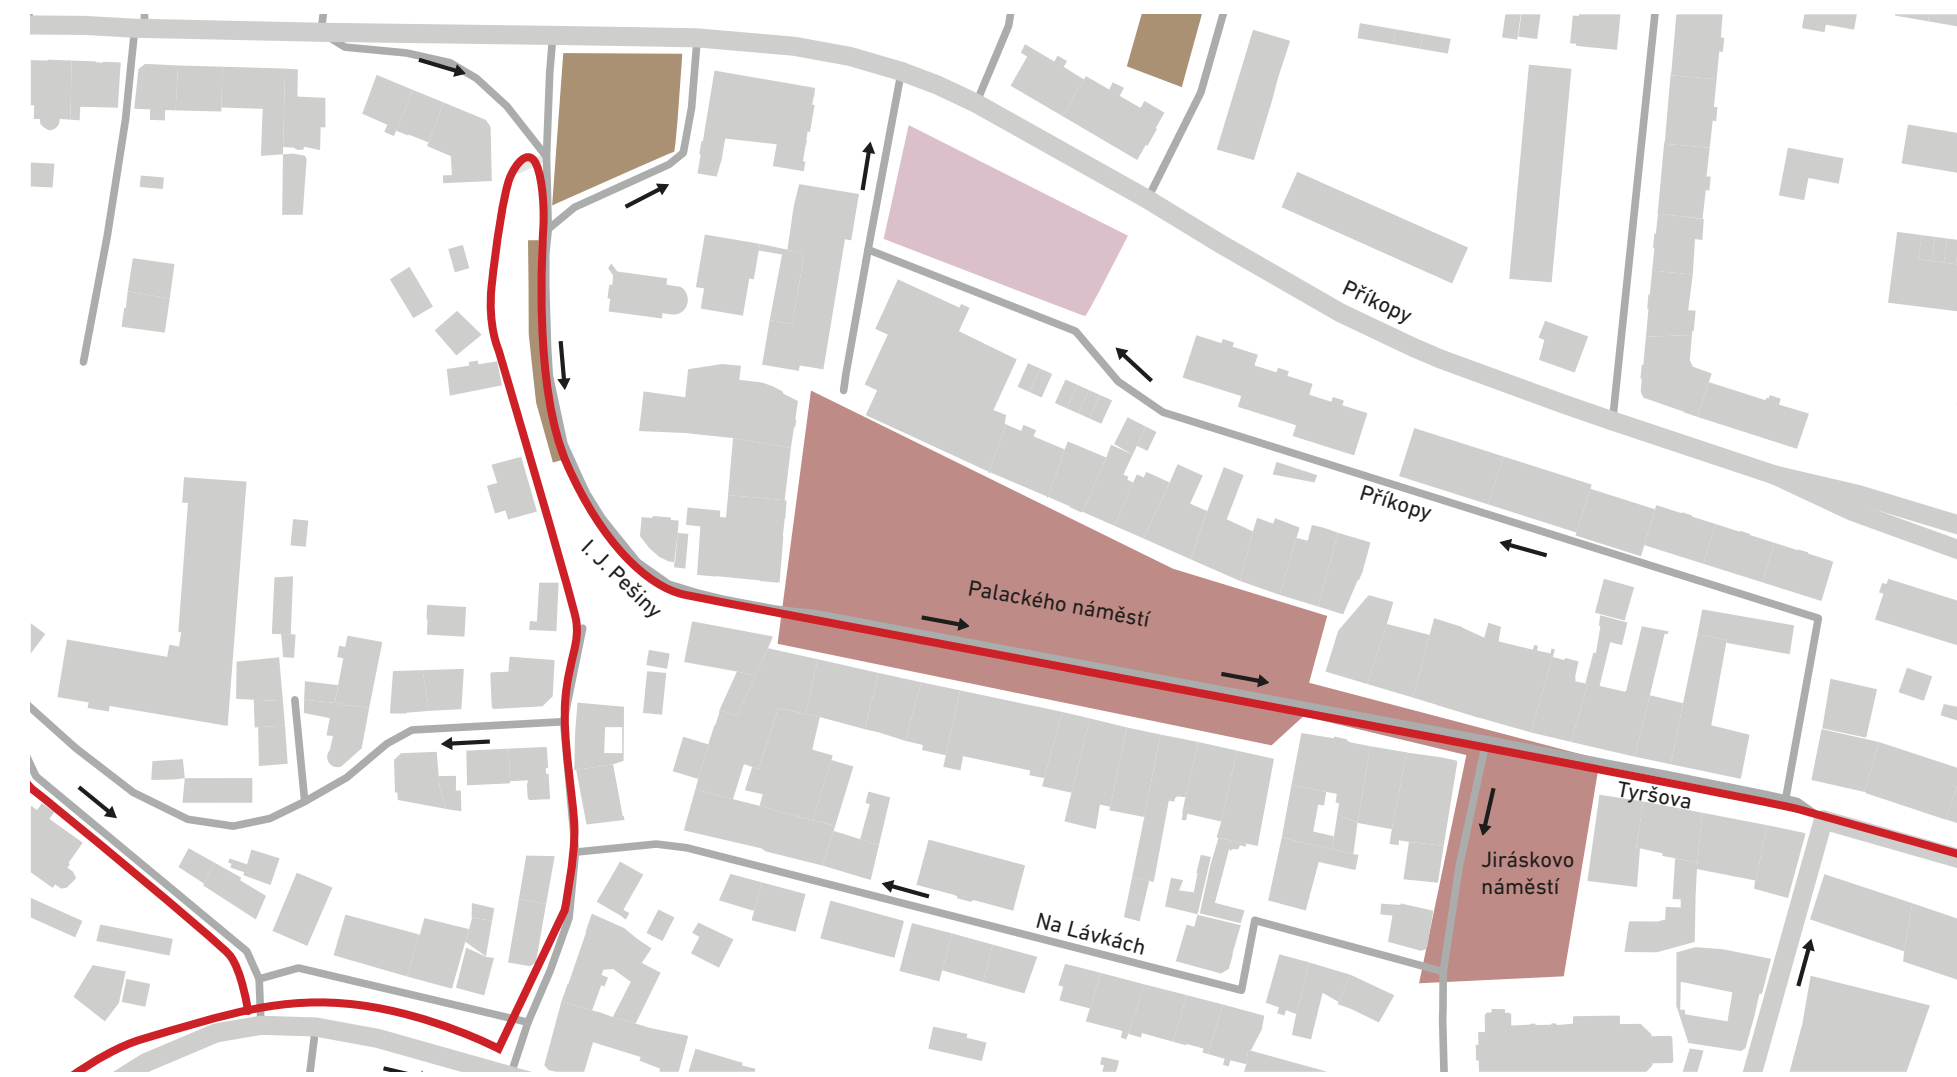 Příkopy
Příkopy
I. J. Pešiny
Palackého náměstí
Tyršova
Jiráskovo
náměstí
Na Lávkách